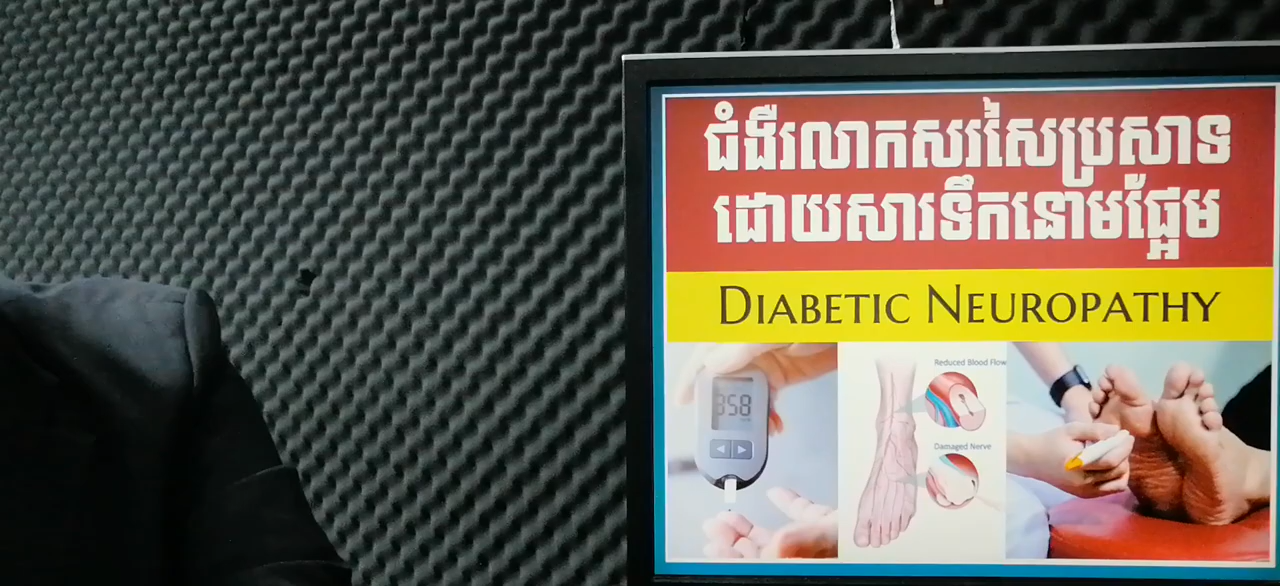 ជំងឺរលាកសរសៃប្រសាទ
ដោយសារទឹកនោមផ្អែម
DIABETIC NEUROPATHY
Reduced Blood Flow
358
Damaged Nerve